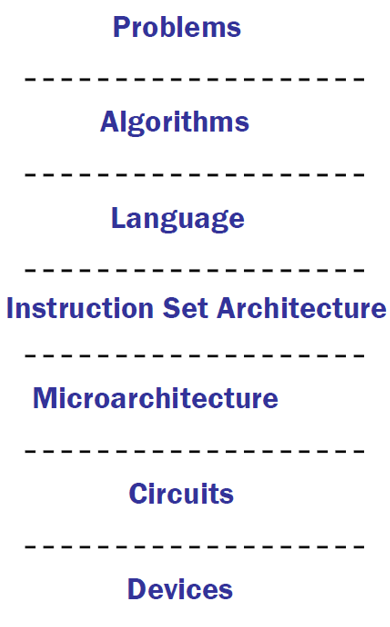 Problems
Algorithms
Language
Instruction Set Architecture
Microarchitecture
Circuits
Devices